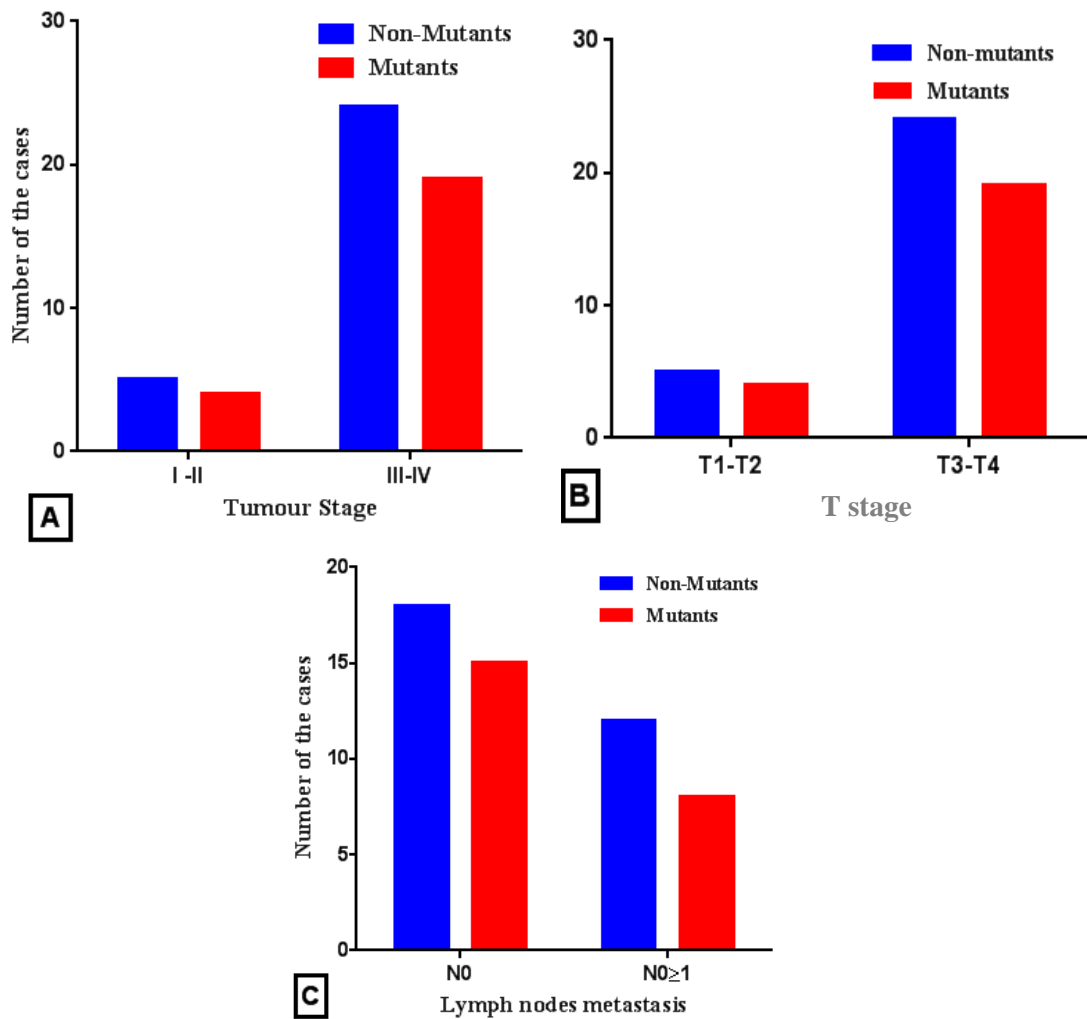 30
20
10
0
Number of the cases
Non-Mutants
Mutants
I -II
III-IV
Tumour Stage
A
30
20
10
0
Non-mutants
Mutants
T1-T2
T3-T4
T stage
B
20
15
10
5
0
Number of the cases
Non-Mutants
Mutants
N0
N0≥1
Lymph nodes metastasis
C